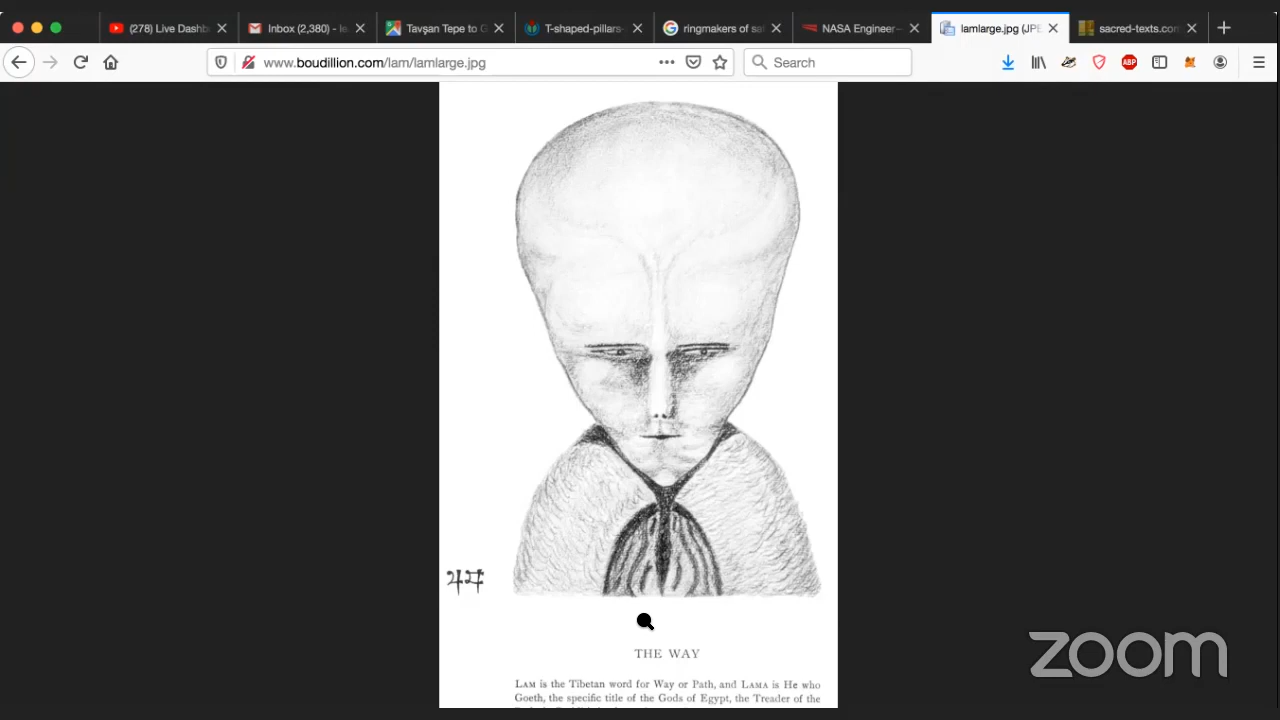 (278) Live Dashb
Inbox (2,380) - le
Tavşan Tepe to G
T-shaped-pillars-
ringmakers of sat
NASA Engineer –
lamlarge.jpg (JPE
sacred-texts.com
www.boudillion.com/lam/lamlarge.jpg
Search
ABP
THE WAY
LAM is the Tibetan word for Way or Path, and LAMA is He who
Goeth, the specific title of the Gods of Egypt, the Treader of the
zoom